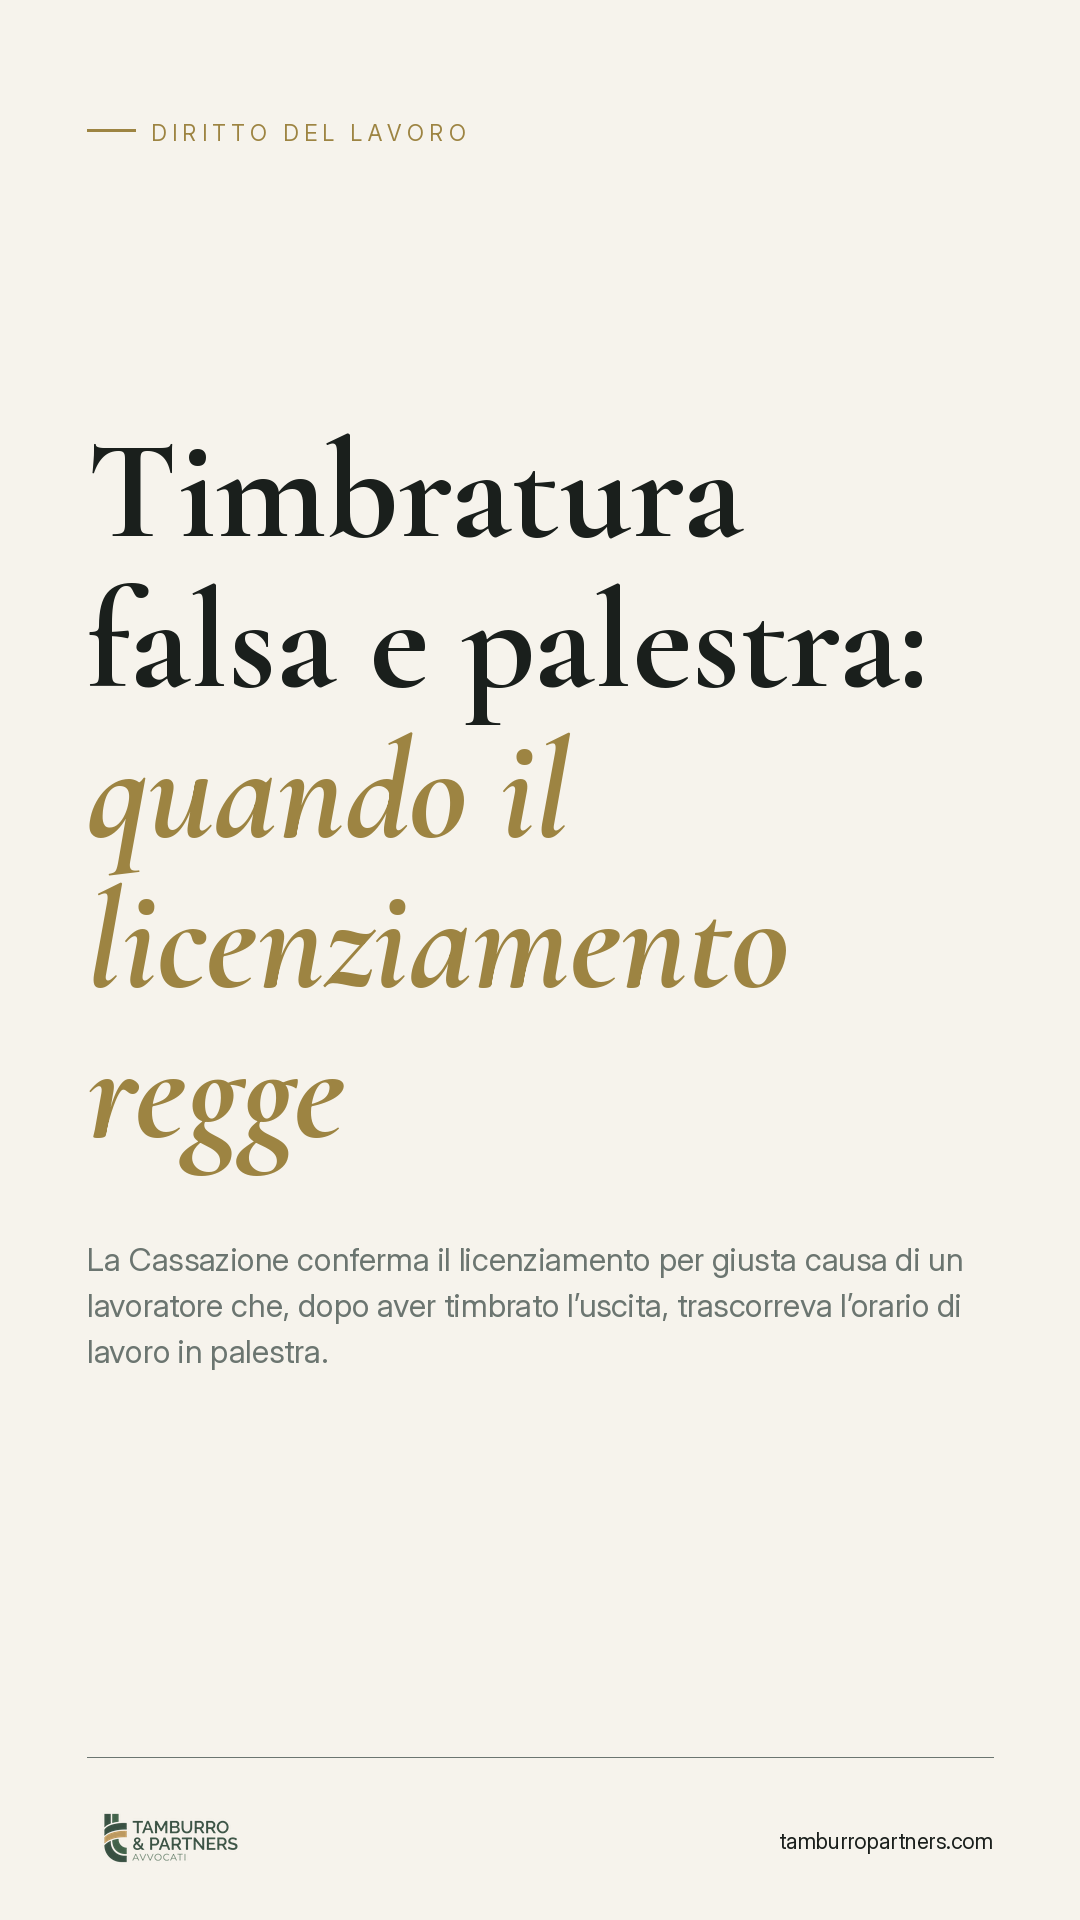 DIRITTO DEL LAVORO
Timbratura
falsa e palestra:
quando il
licenziamento
regge
La Cassazione conferma il licenziamento per giusta causa di un
lavoratore che, dopo aver timbrato l’uscita, trascorreva l’orario di
lavoro in palestra.
TAMBURRO
& PARTNERS
AVVOCATI
tamburropartners.com